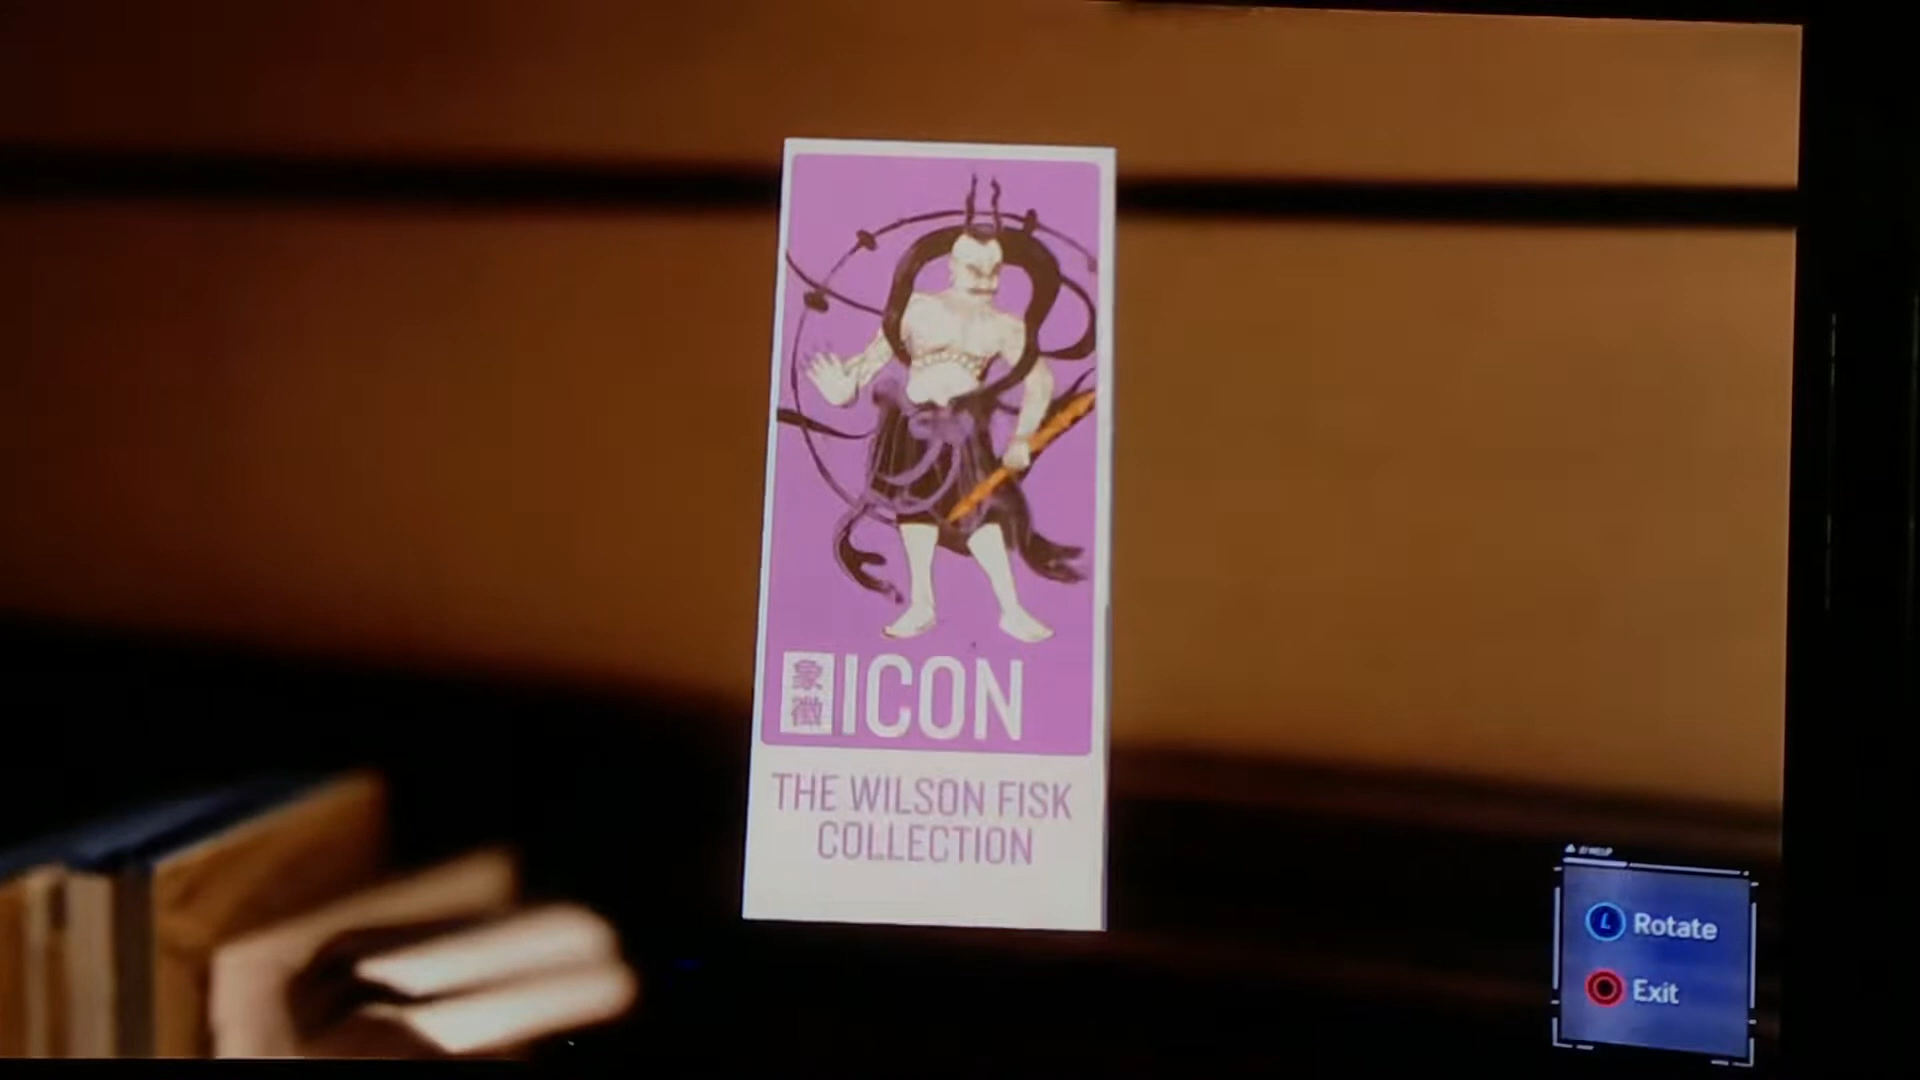 象徵
ICON
THE WILSON FISK
COLLECTION
L Rotate
Exit